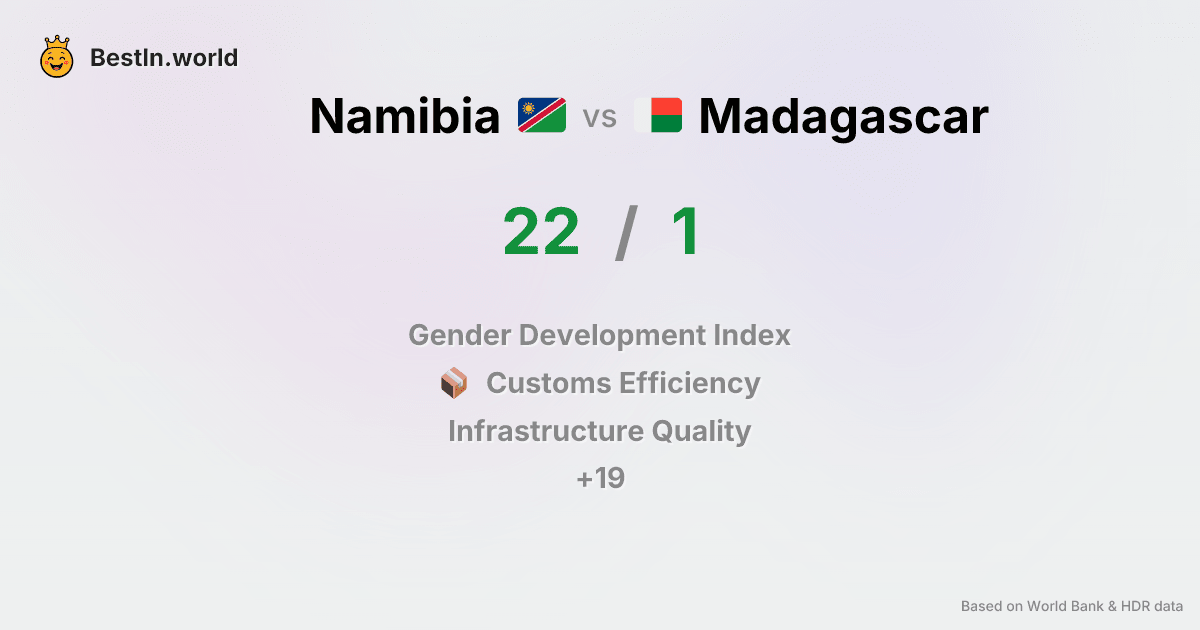 BestIn.world
Namibia vs Madagascar
22 / 1
Gender Development Index
Customs Efficiency
Infrastructure Quality
+19
Based on World Bank & HDR data